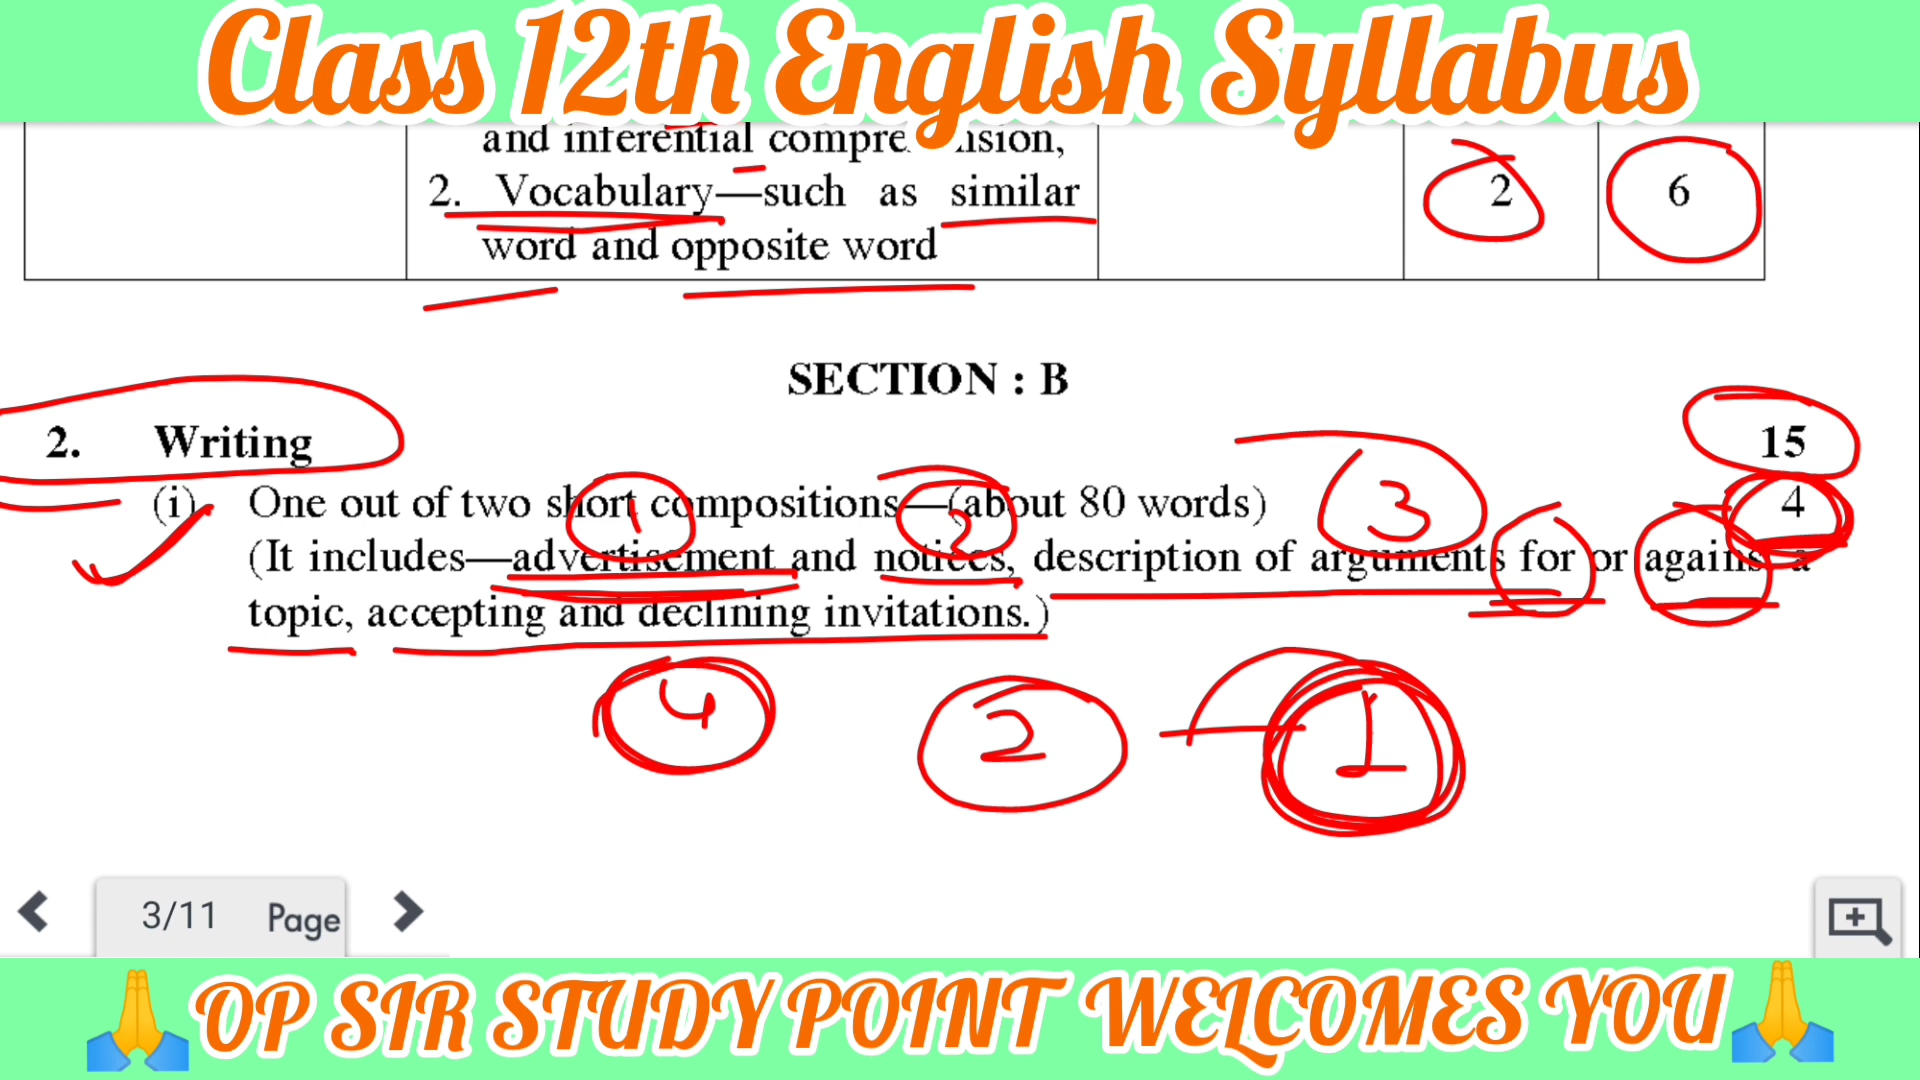 Class 12th English Syllabus
and inferential comprehension,
2. Vocabulary—such as similar 2 6
word and opposite word
SECTION : B
2. Writing 15
(i) One out of two short compositions—(about 80 words) 4
1 2 3
(It includes—advertisement and notices, description of arguments for or against a
topic, accepting and declining invitations.)
4 2 1
3/11 Page
OP SIR STUDY POINT WELCOMES YOU